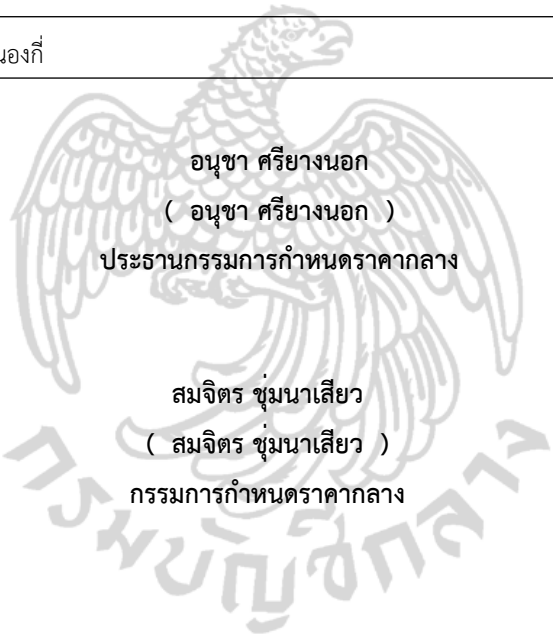 นองกี่
อนุชา ศรียางนอก
( อนุชา ศรียางนอก )
ประธานกรรมการกำหนดราคากลาง
สมจิตร ชุ่มนาเสียว
( สมจิตร ชุ่มนาเสียว )
กรรมการกำหนดราคากลาง
กรมบัญชีกลาง